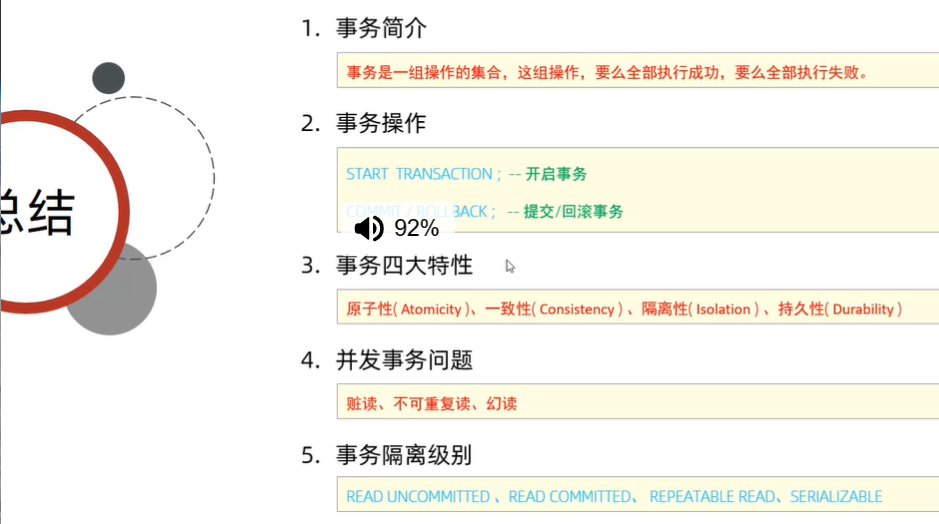 总结
1. 事务简介
事务是一组操作的集合，这组操作，要么全部执行成功，要么全部执行失败。
2. 事务操作
START TRANSACTION ; -- 开启事务
COMMIT / ROLLBACK ; -- 提交/回滚事务
92%
3. 事务四大特性
原子性( Atomicity )、一致性( Consistency ) 、隔离性( Isolation ) 、持久性( Durability )
4. 并发事务问题
赃读、不可重复读、幻读
5. 事务隔离级别
READ UNCOMMITTED 、READ COMMITTED、 REPEATABLE READ、SERIALIZABLE